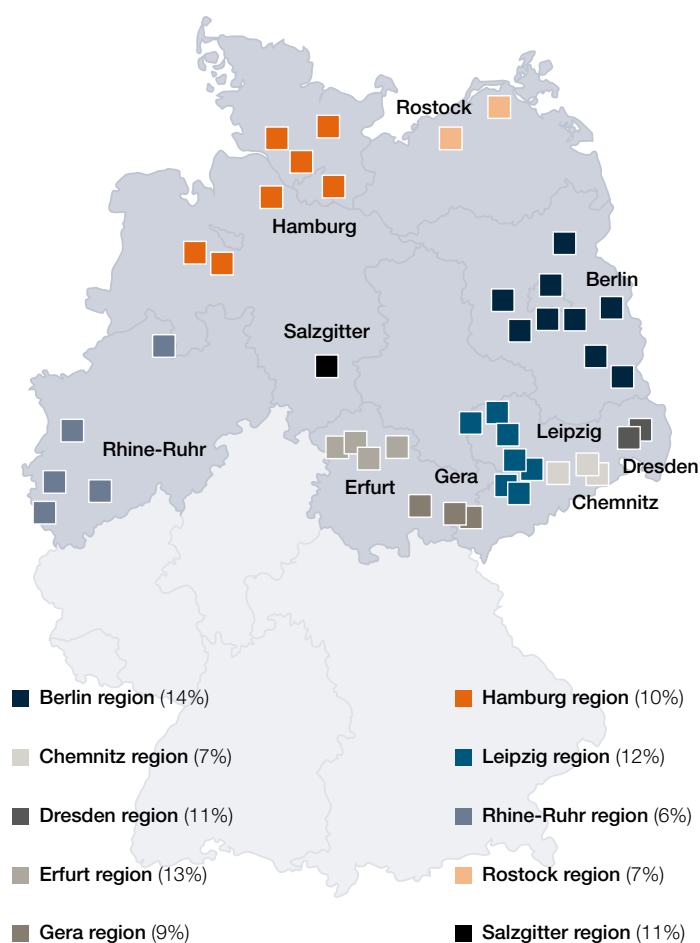 Rostock
Hamburg
Berlin
Salzgitter
Leipzig
Rhine-Ruhr
Dresden
Gera
Erfurt
Chemnitz
Berlin region (14%)
Hamburg region (10%)
Chemnitz region (7%)
Leipzig region (12%)
Dresden region (11%)
Rhine-Ruhr region (6%)
Erfurt region (13%)
Rostock region (7%)
Gera region (9%)
Salzgitter region (11%)